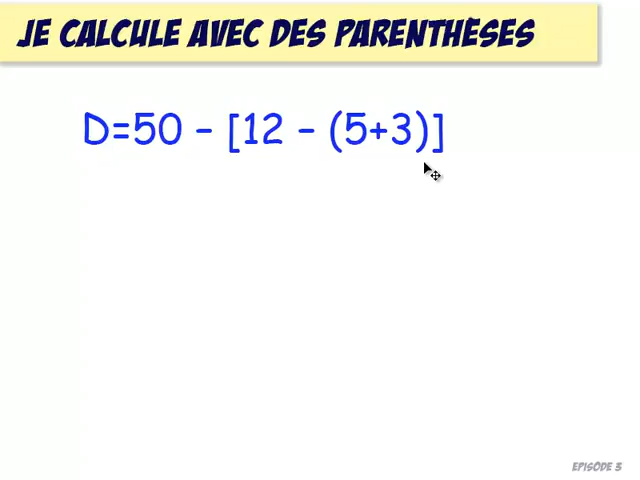 JE CALCULE AVEC DES PARENTHÈSES
D=50 – [12 – (5+3)]
EPISODE 3